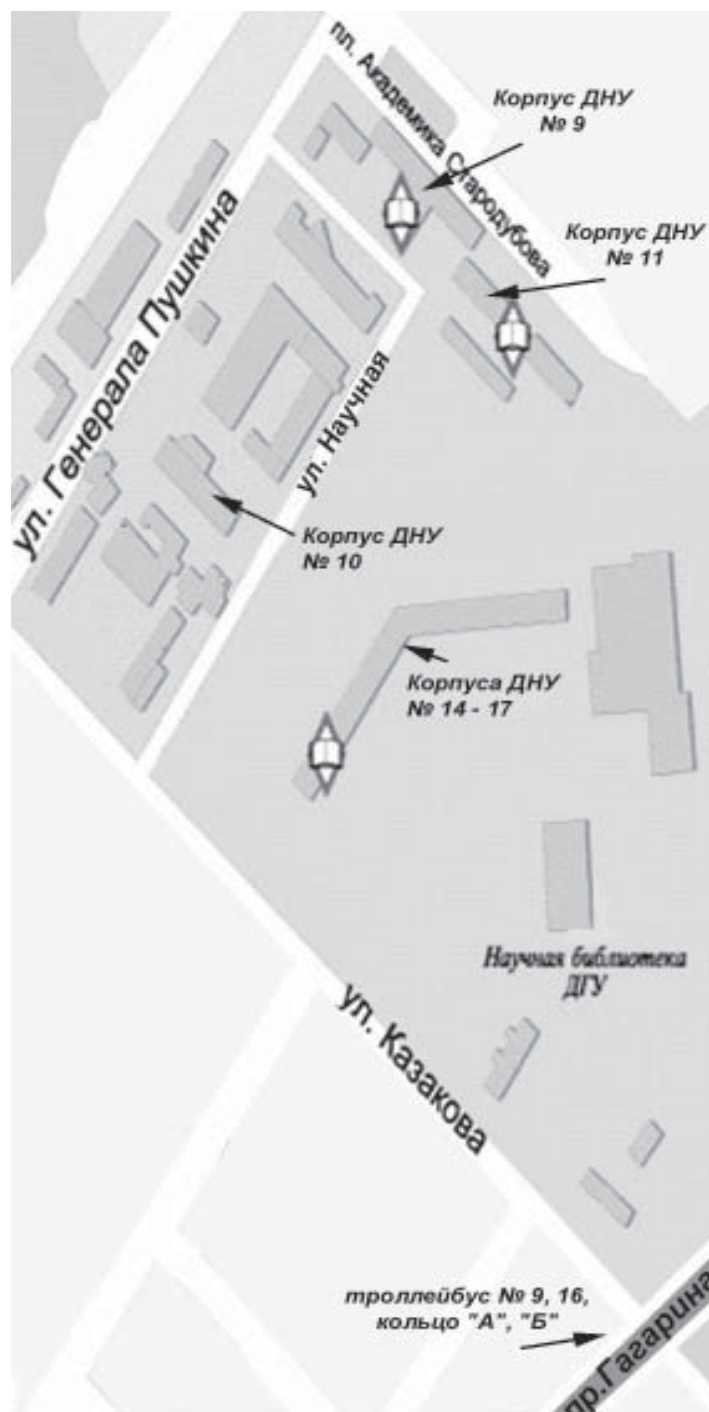 пл. Академика Стародубова
Корпус ДНУ
№ 9
Корпус ДНУ
№ 11
ул. Генерала Пушкина
ул. Научная
Корпус ДНУ
№ 10
Корпуса ДНУ
№ 14 - 17
Научная библиотека
ДГУ
ул. Казакова
троллейбус № 9, 16,
кольцо "А", "Б"
пр.Гагарина